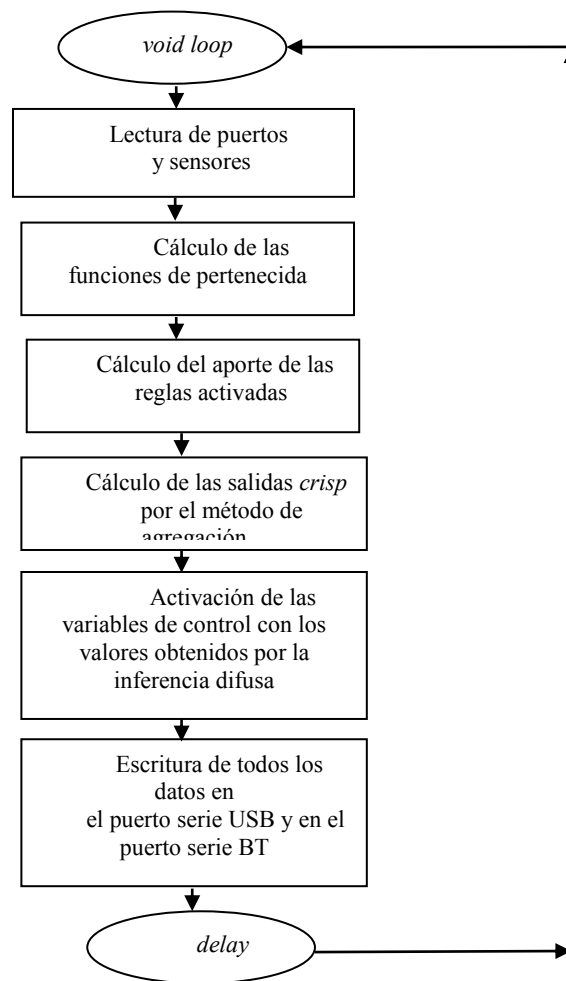 void loop
Lectura de puertos
y sensores
Cálculo de las
funciones de pertenecida
Cálculo del aporte de las
reglas activadas
Cálculo de las salidas crisp
por el método de
agregación
Activación de las
variables de control con los
valores obtenidos por la
inferencia difusa
Escritura de todos los
datos en
el puerto serie USB y en el
puerto serie BT
delay